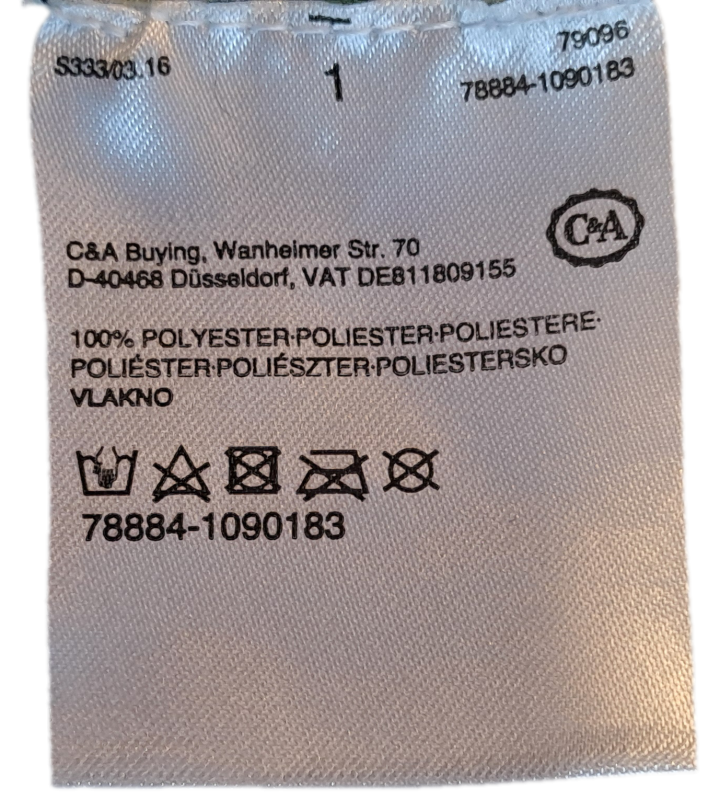 S333/03.16
1
79096
78884-1090183
C&A
C&A Buying, Wanheimer Str. 70
D-40468 Düsseldorf, VAT DE811809155
100% POLYESTER·POLIESTER·POLIESTERE·
POLIÉSTER·POLIÉSZTER·POLIESTERSKO
VLAKNO
78884-1090183